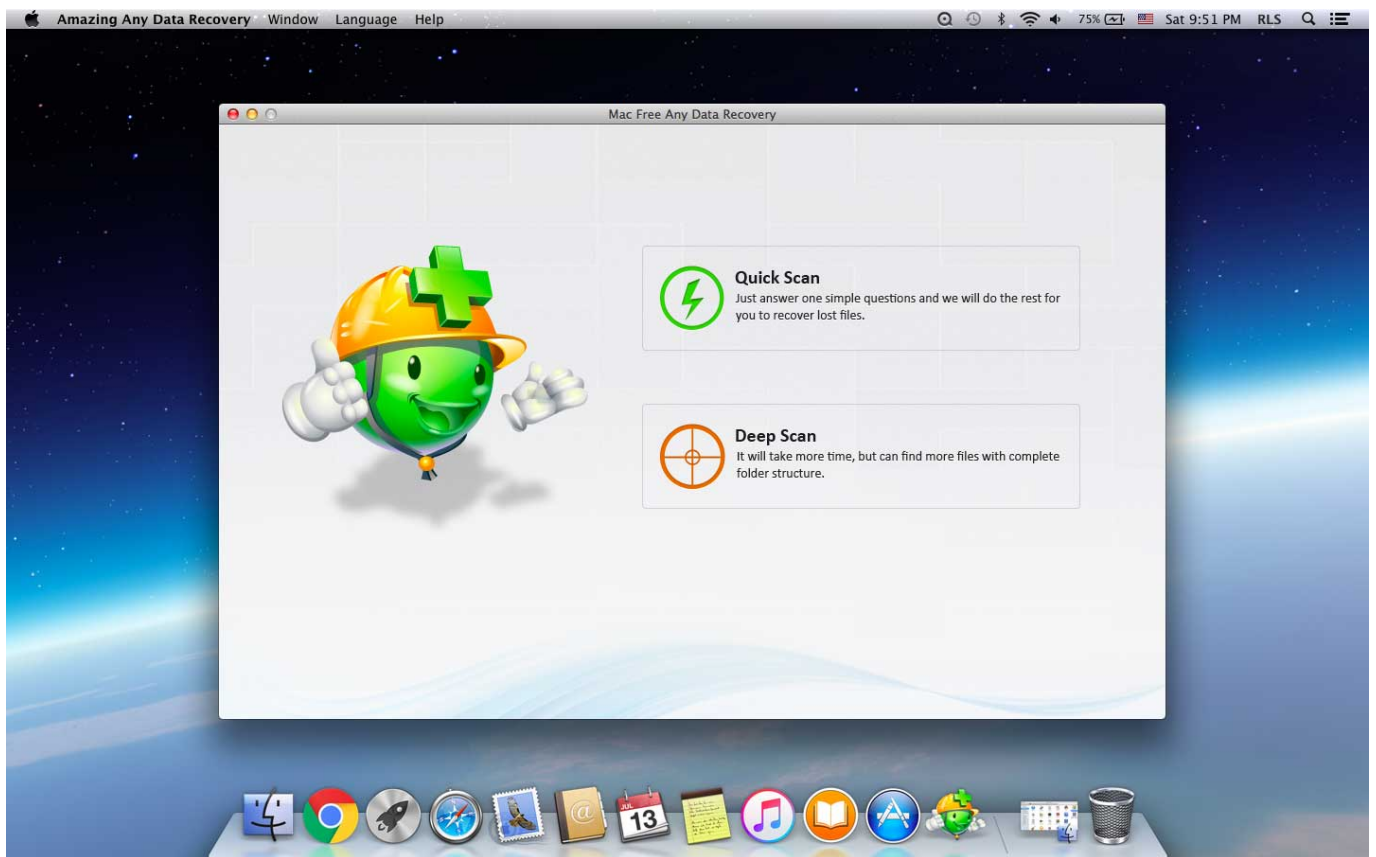 Amazing Any Data Recovery Window Language Help 75% Sat 9:51 PM RLS
Mac Free Any Data Recovery
Quick Scan
Just answer one simple questions and we will do the rest for
you to recover lost files.
Deep Scan
It will take more time, but can find more files with complete
folder structure.
JUL
13